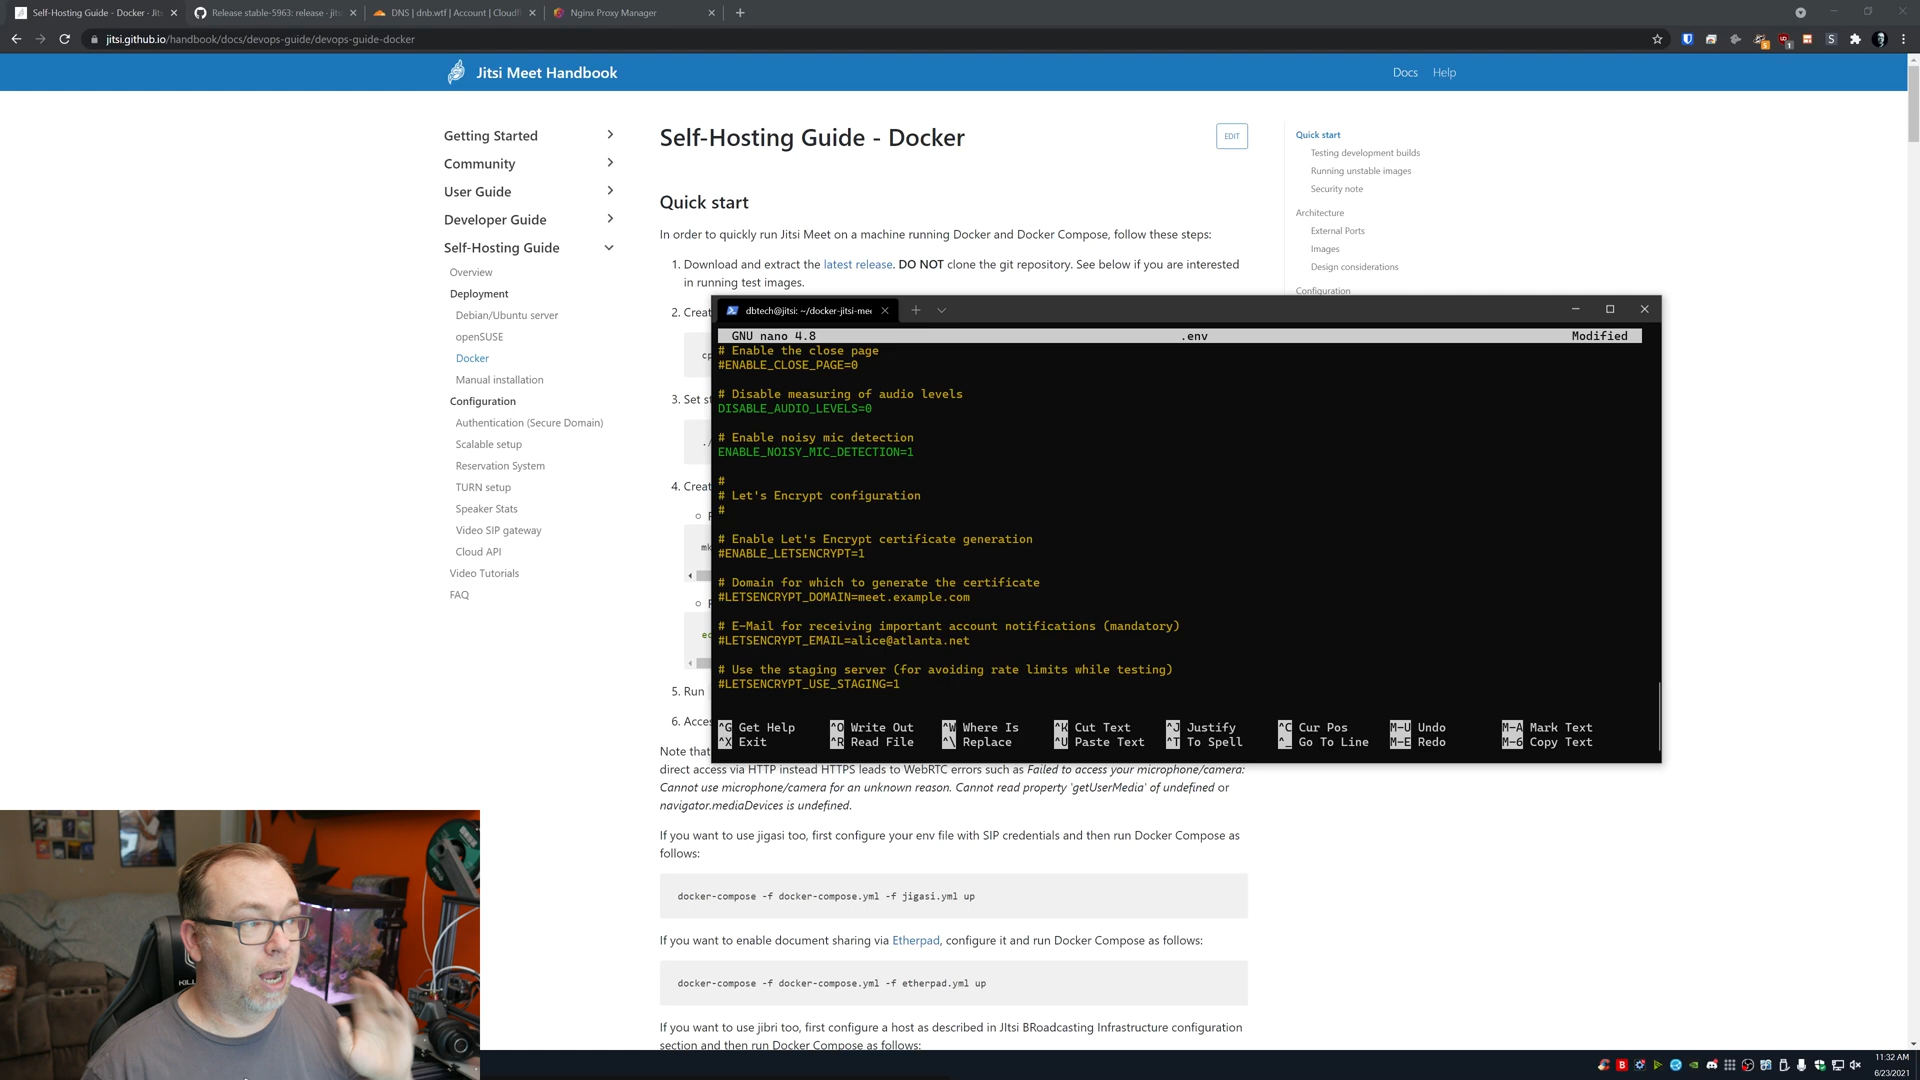 Self-Hosting Guide - Docker - Jits
Release stable-5963: release · jits
DNS | dnb.wtf | Account | Cloudf
Nginx Proxy Manager
jitsi.github.io/handbook/docs/devops-guide/devops-guide-docker
Jitsi Meet Handbook
Docs
Help
Getting Started
Community
User Guide
Developer Guide
Self-Hosting Guide
Overview
Deployment
Debian/Ubuntu server
openSUSE
Docker
Manual installation
Configuration
Authentication (Secure Domain)
Scalable setup
Reservation System
TURN setup
Speaker Stats
Video SIP gateway
Cloud API
Video Tutorials
FAQ
Self-Hosting Guide - Docker
EDIT
Quick start
In order to quickly run Jitsi Meet on a machine running Docker and Docker Compose, follow these steps:
1. Download and extract the latest release. DO NOT clone the git repository. See below if you are interested
in running test images.
2. Creat
cp
3. Set st
./
4. Creat
mk
ec
5. Run
6. Acces
Note that
direct access via HTTP instead HTTPS leads to WebRTC errors such as Failed to access your microphone/camera:
Cannot use microphone/camera for an unknown reason. Cannot read property 'getUserMedia' of undefined or
navigator.mediaDevices is undefined.
If you want to use jigasi too, first configure your env file with SIP credentials and then run Docker Compose as
follows:
docker-compose -f docker-compose.yml -f jigasi.yml up
If you want to enable document sharing via Etherpad, configure it and run Docker Compose as follows:
docker-compose -f docker-compose.yml -f etherpad.yml up
If you want to use jibri too, first configure a host as described in JItsi BRoadcasting Infrastructure configuration
section and then run Docker Compose as follows:
Quick start
Testing development builds
Running unstable images
Security note
Architecture
External Ports
Images
Design considerations
Configuration
dbtech@jitsi: ~/docker-jitsi-mee
GNU nano 4.8 .env Modified
# Enable the close page
#ENABLE_CLOSE_PAGE=0
# Disable measuring of audio levels
DISABLE_AUDIO_LEVELS=0
# Enable noisy mic detection
ENABLE_NOISY_MIC_DETECTION=1
#
# Let's Encrypt configuration
#
# Enable Let's Encrypt certificate generation
#ENABLE_LETSENCRYPT=1
# Domain for which to generate the certificate
#LETSENCRYPT_DOMAIN=meet.example.com
# E-Mail for receiving important account notifications (mandatory)
#LETSENCRYPT_EMAIL=alice@atlanta.net
# Use the staging server (for avoiding rate limits while testing)
#LETSENCRYPT_USE_STAGING=1
^G Get Help ^O Write Out ^W Where Is ^K Cut Text ^J Justify ^C Cur Pos M-U Undo M-A Mark Text
^X Exit ^R Read File ^\ Replace ^U Paste Text ^T To Spell ^_ Go To Line M-E Redo M-6 Copy Text
11:32 AM
6/23/2021